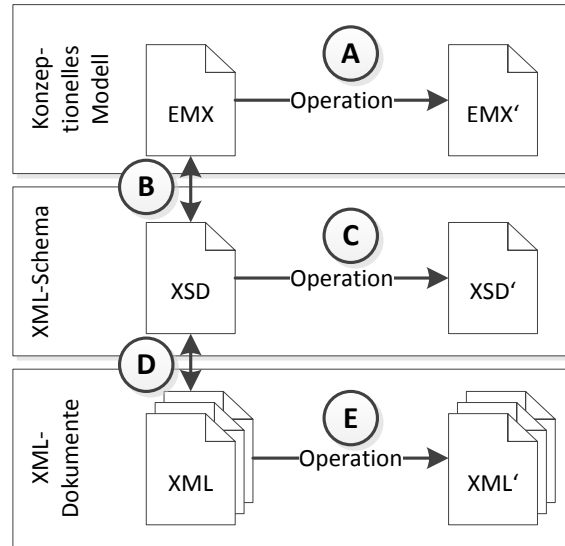 Konzep-
tionelles
Modell
A
EMX
Operation
EMX‘
B
XML-Schema
C
XSD
Operation
XSD‘
D
XML-
Dokumente
E
XML
Operation
XML‘